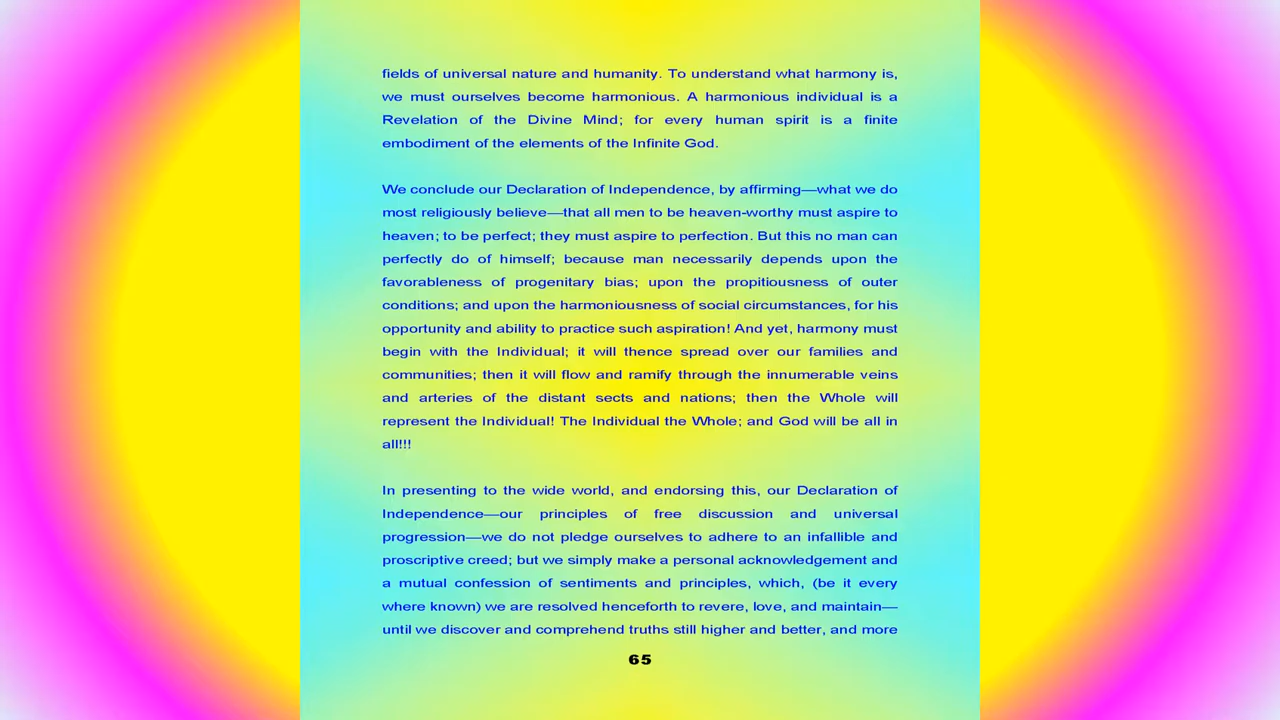 fields of universal nature and humanity. To understand what harmony is,
we must ourselves become harmonious. A harmonious individual is a
Revelation of the Divine Mind; for every human spirit is a finite
embodiment of the elements of the Infinite God.
We conclude our Declaration of Independence, by affirming—what we do
most religiously believe—that all men to be heaven-worthy must aspire to
heaven; to be perfect; they must aspire to perfection. But this no man can
perfectly do of himself; because man necessarily depends upon the
favorableness of progenitary bias; upon the propitiousness of outer
conditions; and upon the harmoniousness of social circumstances, for his
opportunity and ability to practice such aspiration! And yet, harmony must
begin with the Individual; it will thence spread over our families and
communities; then it will flow and ramify through the innumerable veins
and arteries of the distant sects and nations; then the Whole will
represent the Individual! The Individual the Whole; and God will be all in
all!!!
In presenting to the wide world, and endorsing this, our Declaration of
Independence—our principles of free discussion and universal
progression—we do not pledge ourselves to adhere to an infallible and
proscriptive creed; but we simply make a personal acknowledgement and
a mutual confession of sentiments and principles, which, (be it every
where known) we are resolved henceforth to revere, love, and maintain—
until we discover and comprehend truths still higher and better, and more
65